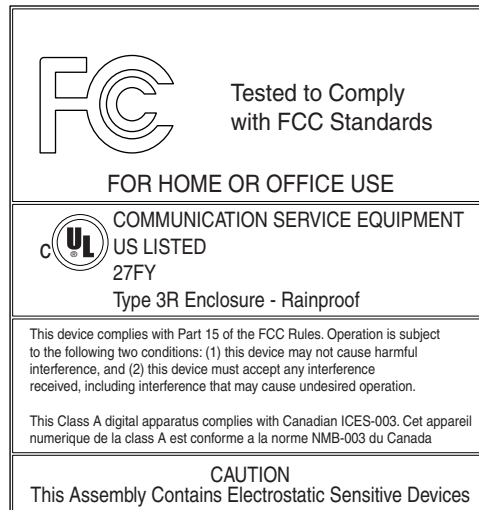 FCC
Tested to Comply
with FCC Standards
FOR HOME OR OFFICE USE
COMMUNICATION SERVICE EQUIPMENT
C UL ® US LISTED
27FY
Type 3R Enclosure - Rainproof
This device complies with Part 15 of the FCC Rules. Operation is subject
to the following two conditions: (1) this device may not cause harmful
interference, and (2) this device must accept any interference
received, including interference that may cause undesired operation.
This Class A digital apparatus complies with Canadian ICES-003. Cet appareil
numerique de la class A est conforme a la norme NMB-003 du Canada
CAUTION
This Assembly Contains Electrostatic Sensitive Devices